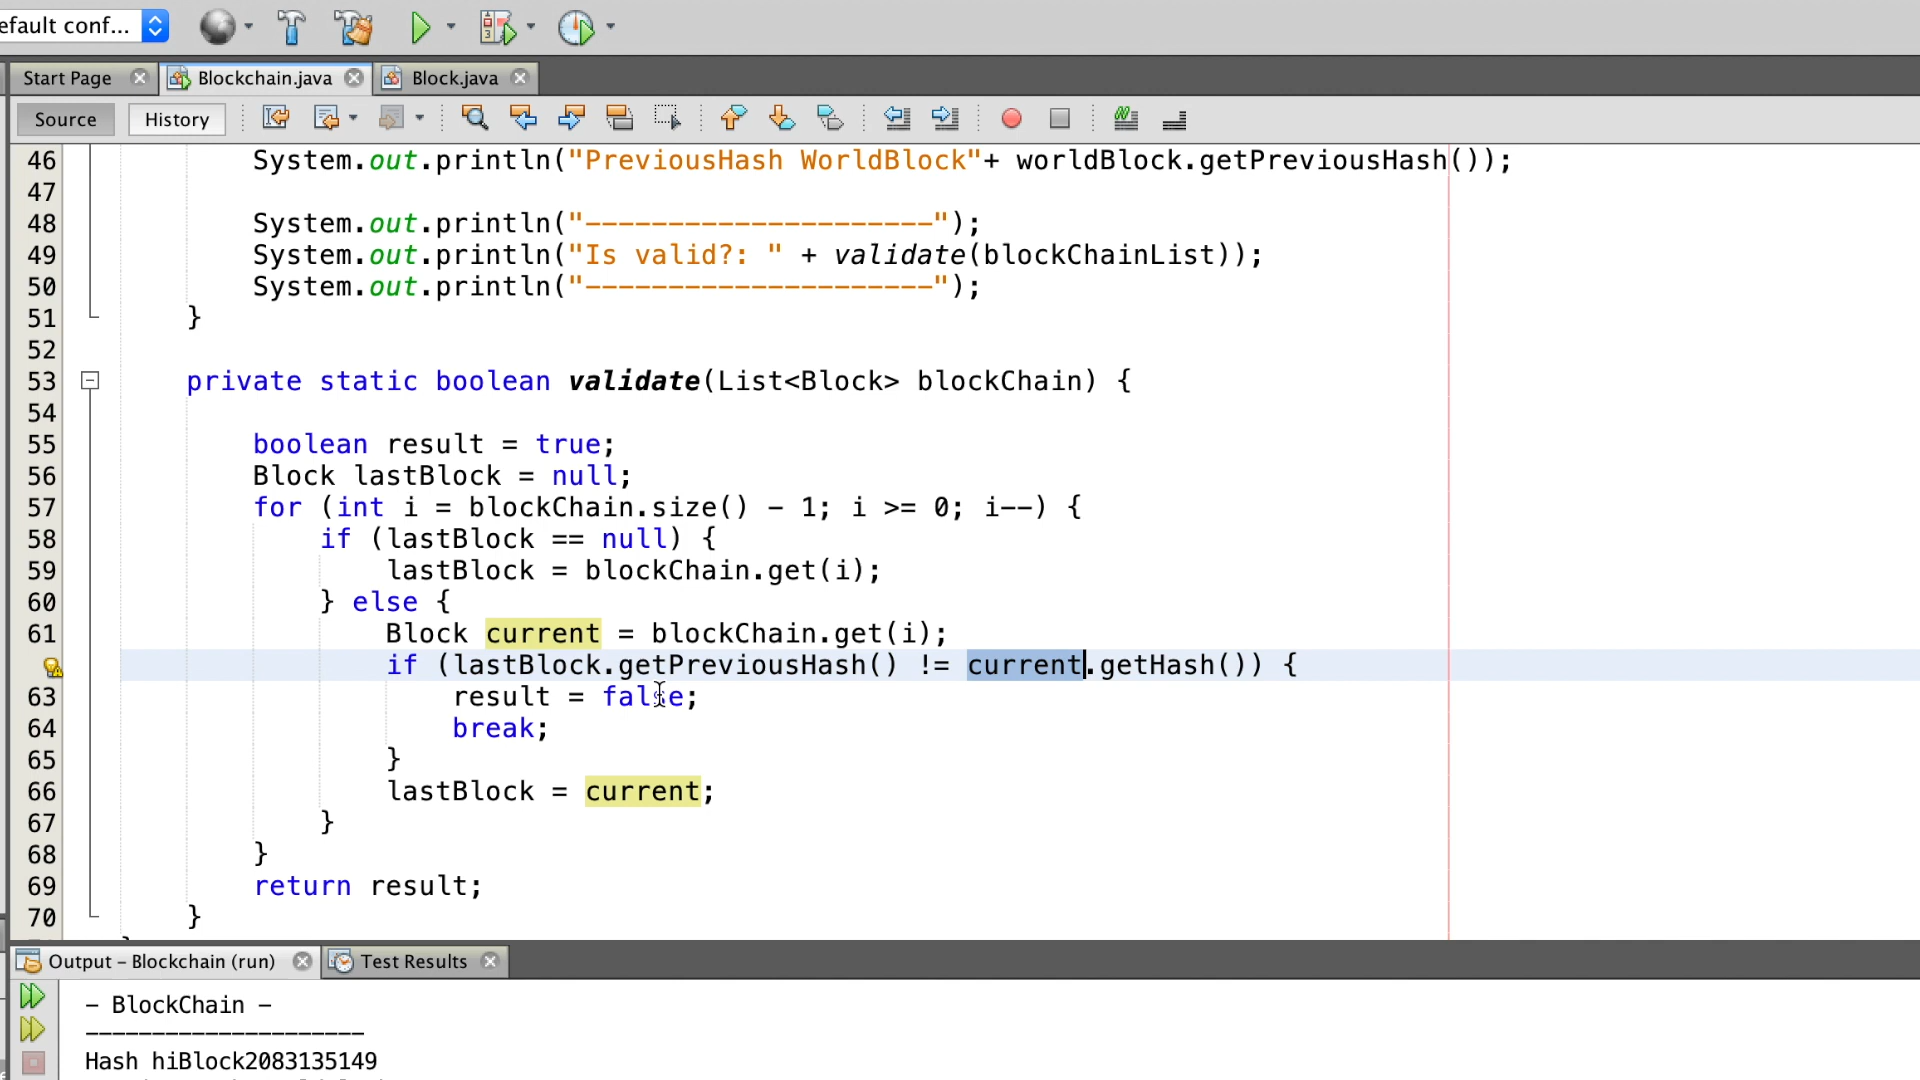 efault conf...
Start Page Blockchain.java Block.java
Source History
46 System.out.println("PreviousHash WorldBlock"+ worldBlock.getPreviousHash());
47
48 System.out.println("---------------------");
49 System.out.println("Is valid?: " + validate(blockChainList));
50 System.out.println("---------------------");
51 }
52
53 private static boolean validate(List<Block> blockChain) {
54
55 boolean result = true;
56 Block lastBlock = null;
57 for (int i = blockChain.size() - 1; i >= 0; i--) {
58 if (lastBlock == null) {
59 lastBlock = blockChain.get(i);
60 } else {
61 Block current = blockChain.get(i);
if (lastBlock.getPreviousHash() != current.getHash()) {
63 result = false;
64 break;
65 }
66 lastBlock = current;
67 }
68 }
69 return result;
70 }
Output - Blockchain (run) Test Results
- BlockChain -
---------------------
Hash hiBlock2083135149